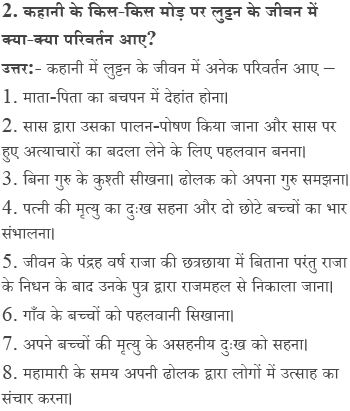 2. कहानी के किस-किस मोड़ पर लुट्टन के जीवन में
क्या-क्या परिवर्तन आए?
उत्तर:- कहानी में लुट्टन के जीवन में अनेक परिवर्तन आए –
1. माता-पिता का बचपन में देहांत होना।
2. सास द्वारा उसका पालन-पोषण किया जाना और सास पर
हुए अत्याचारों का बदला लेने के लिए पहलवान बनना।
3. बिना गुरु के कुश्ती सीखना। ढोलक को अपना गुरु समझना।
4. पत्नी की मृत्यु का दुःख सहना और दो छोटे बच्चों का भार
संभालना।
5. जीवन के पंद्रह वर्ष राजा की छत्रछाया में बिताना परंतु राजा
के निधन के बाद उनके पुत्र द्वारा राजमहल से निकाला जाना।
6. गाँव के बच्चों को पहलवानी सिखाना।
7. अपने बच्चों की मृत्यु के असहनीय दुःख को सहना।
8. महामारी के समय अपनी ढोलक द्वारा लोगों में उत्साह का
संचार करना।